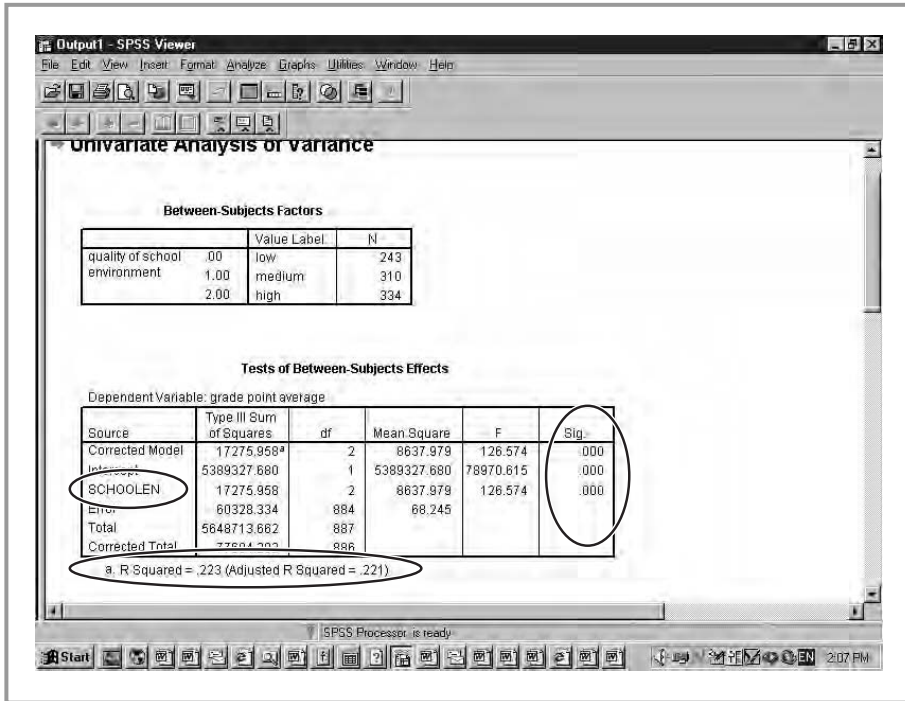 Output1 - SPSS Viewer
File Edit View Insert Format Analyze Graphs Utilities Window Help
Univariate Analysis of Variance
Between-Subjects Factors
Value Label N
quality of school environment .00 low 243
1.00 medium 310
2.00 high 334
Tests of Between-Subjects Effects
Dependent Variable: grade point average
Source Type III Sum of Squares df Mean Square F Sig.
Corrected Model 17275.958a 2 8637.979 126.574 .000
Intercept 5389327.680 1 5389327.680 78970.615 .000
SCHOOLEN 17275.958 2 8637.979 126.574 .000
Error 60328.334 884 68.245
Total 5648713.662 887
Corrected Total 77604.292 886
a. R Squared = .223 (Adjusted R Squared = .221)
SPSS Processor is ready
Start EN 2:07 PM